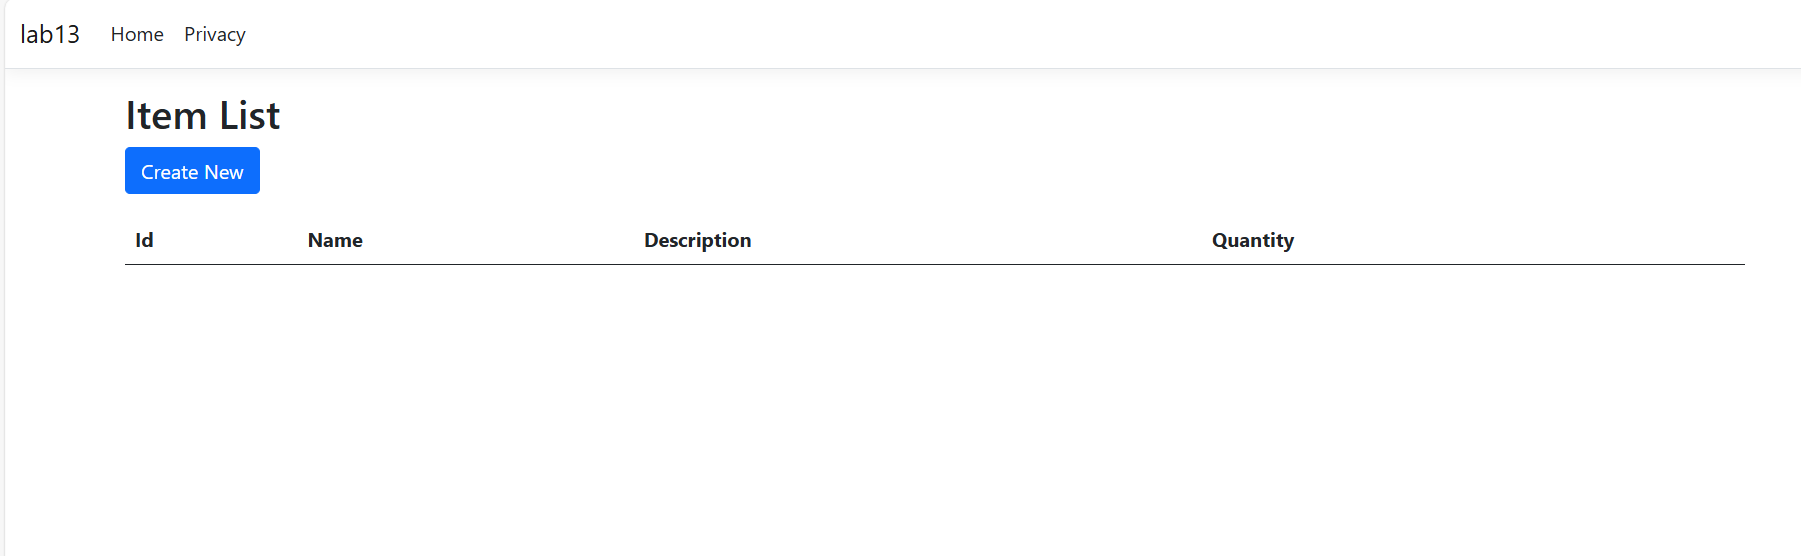 lab13 Home Privacy
Item List
Create New
Id Name Description Quantity